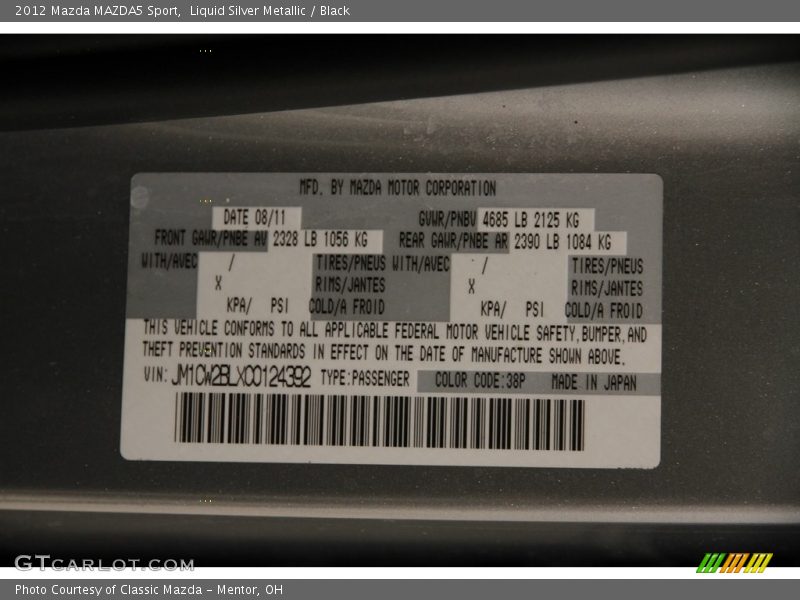 2012 Mazda MAZDA5 Sport, Liquid Silver Metallic / Black
MFD. BY MAZDA MOTOR CORPORATION
DATE 08/11 GVWR/PNBV 4685 LB 2125 KG
FRONT GAWR/PNBE AV 2328 LB 1056 KG REAR GAWR/PNBE AR 2390 LB 1084 KG
WITH/AVEC / TIRES/PNEUS WITH/AVEC / TIRES/PNEUS
X RIMS/JANTES X RIMS/JANTES
KPA/ PSI COLD/A FROID KPA/ PSI COLD/A FROID
THIS VEHICLE CONFORMS TO ALL APPLICABLE FEDERAL MOTOR VEHICLE SAFETY, BUMPER, AND
THEFT PREVENTION STANDARDS IN EFFECT ON THE DATE OF MANUFACTURE SHOWN ABOVE.
VIN: JM1CW2BLXC0124392 TYPE:PASSENGER COLOR CODE:38P MADE IN JAPAN
GTCARLOT.COM
Photo Courtesy of Classic Mazda - Mentor, OH